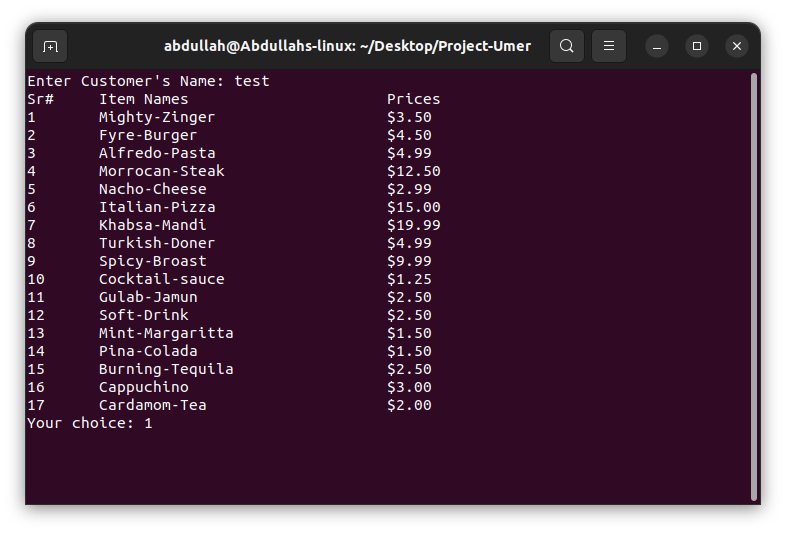 abdullah@Abdullahs-linux: ~/Desktop/Project-Umer
Enter Customer's Name: test
Sr# Item Names Prices
1 Mighty-Zinger $3.50
2 Fyre-Burger $4.50
3 Alfredo-Pasta $4.99
4 Morrocan-Steak $12.50
5 Nacho-Cheese $2.99
6 Italian-Pizza $15.00
7 Khabsa-Mandi $19.99
8 Turkish-Doner $4.99
9 Spicy-Broast $9.99
10 Cocktail-sauce $1.25
11 Gulab-Jamun $2.50
12 Soft-Drink $2.50
13 Mint-Margaritta $1.50
14 Pina-Colada $1.50
15 Burning-Tequila $2.50
16 Cappuchino $3.00
17 Cardamom-Tea $2.00
Your choice: 1